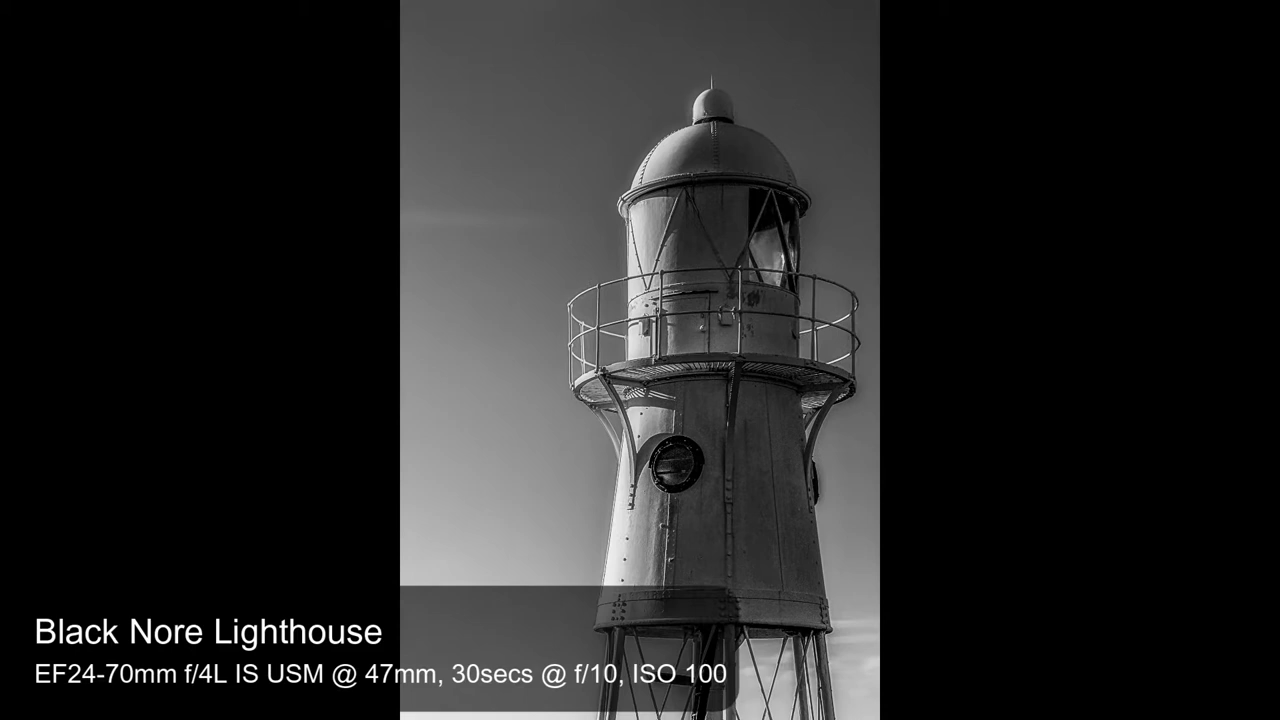 Black Nore Lighthouse
EF24-70mm f/4L IS USM @ 47mm, 30secs @ f/10, ISO 100